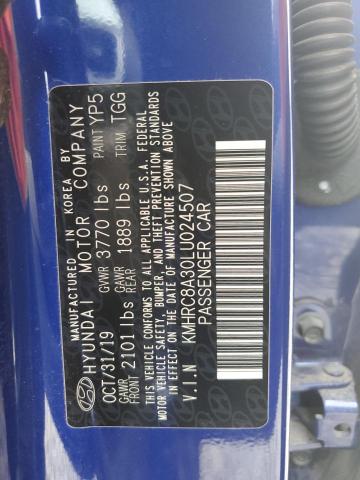 MANUFACTURED IN KOREA BY
HYUNDAI MOTOR COMPANY
OCT/31/19 GVWR 3770 lbs PAINT YP5
GAWR FRONT 2101 lbs GAWR REAR 1889 lbs TRIM TGG
THIS VEHICLE CONFORMS TO ALL APPLICABLE U.S.A. FEDERAL
MOTOR VEHICLE SAFETY, BUMPER, AND THEFT PREVENTION STANDARDS
IN EFFECT ON THE DATE OF MANUFACTURE SHOWN ABOVE.
V.I.N KMHRC8A30LU024507
PASSENGER CAR